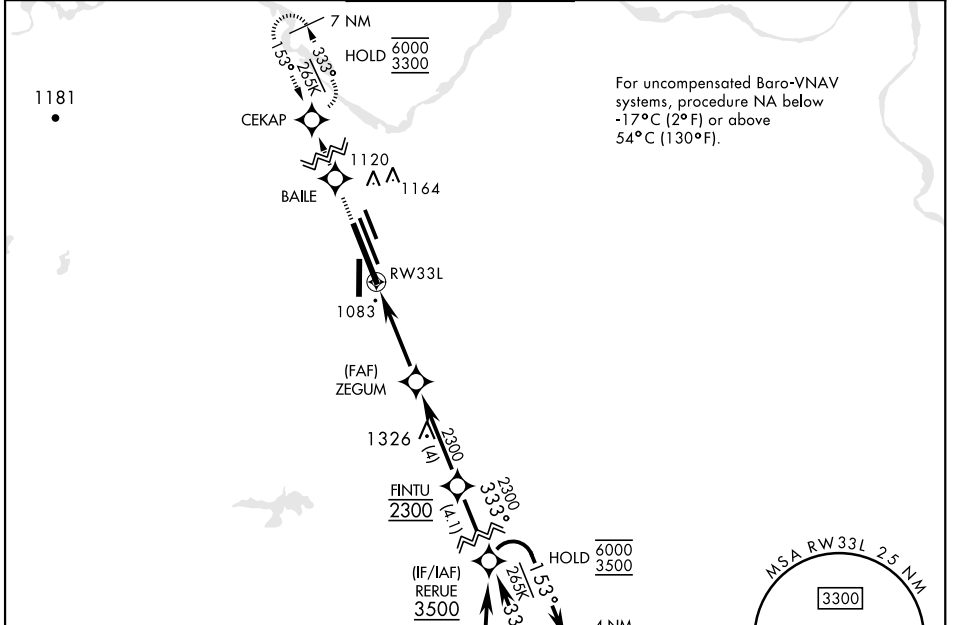 7 NM
HOLD 6000
3300
333°
153°
265K
1181
For uncompensated Baro-VNAV
systems, procedure NA below
-17°C (2°F) or above
54°C (130°F).
CEKAP
1120
1164
BAILE
RW33L
1083
(FAF)
ZEGUM
1326
2300
(4)
FINTU
2300
2300
333°
(4.1)
HOLD 6000
3500
(IF/IAF)
RERUE
3500
153°
265K
MSA RW33L 25 NM
3300
4 NM